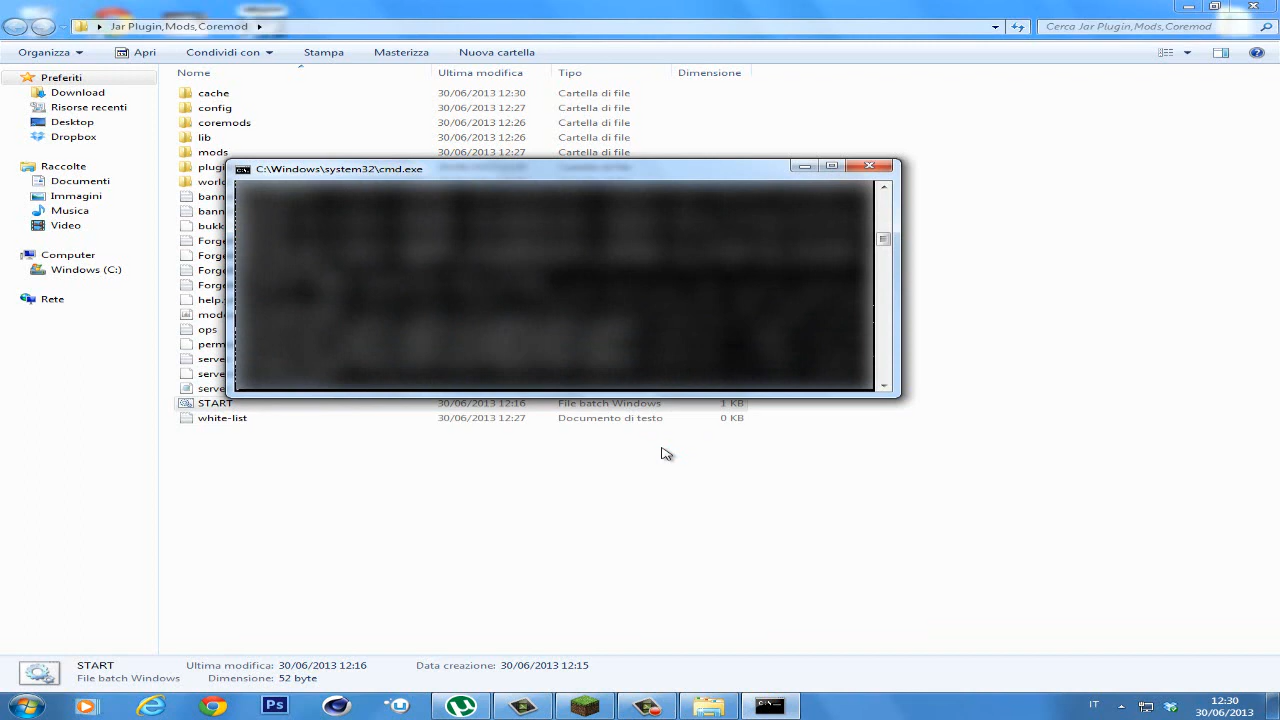 Jar Plugin,Mods,Coremod
Cerca Jar Plugin,Mods,Coremod
Organizza Apri Condividi con Stampa Masterizza Nuova cartella
Nome Ultima modifica Tipo Dimensione
Preferiti
Download
Risorse recenti
Desktop
Dropbox
Raccolte
Documenti
Immagini
Musica
Video
Computer
Windows (C:)
Rete
cache 30/06/2013 12:30 Cartella di file
config 30/06/2013 12:27 Cartella di file
coremods 30/06/2013 12:26 Cartella di file
lib 30/06/2013 12:26 Cartella di file
mods 30/06/2013 12:27 Cartella di file
C:\Windows\system32\cmd.exe
help.
ops
START 30/06/2013 12:16 File batch Windows 1 KB
white-list 30/06/2013 12:27 Documento di testo 0 KB
START Ultima modifica: 30/06/2013 12:16 Data creazione: 30/06/2013 12:15
File batch Windows Dimensione: 52 byte
Ps
IT
12:30
30/06/2013